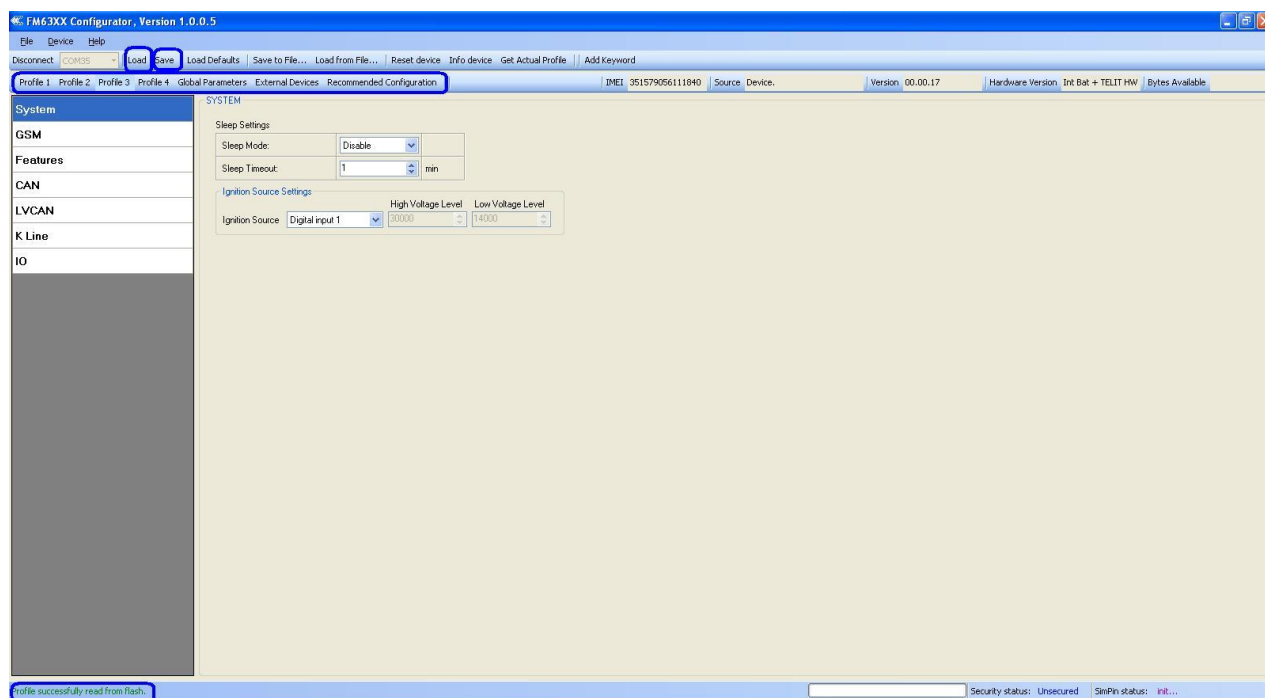 FM63XX Configurator, Version 1.0.0.5
File Device Help
Disconnect COM35 Load Save Load Defaults Save to File... Load from File... Reset device Info device Get Actual Profile Add Keyword
Profile 1 Profile 2 Profile 3 Profile 4 Global Parameters External Devices Recommended Configuration IMEI 351579056111840 Source Device. Version 00.00.17 Hardware Version Int Bat + TELIT HW Bytes Available
System
GSM
Features
CAN
LVCAN
K Line
IO
SYSTEM
Sleep Settings
Sleep Mode: Disable
Sleep Timeout: 1 min
Ignition Source Settings
High Voltage Level Low Voltage Level
Ignition Source Digital input 1 30000 14000
Profile successfully read from flash. Security status: Unsecured SimPin status: init...